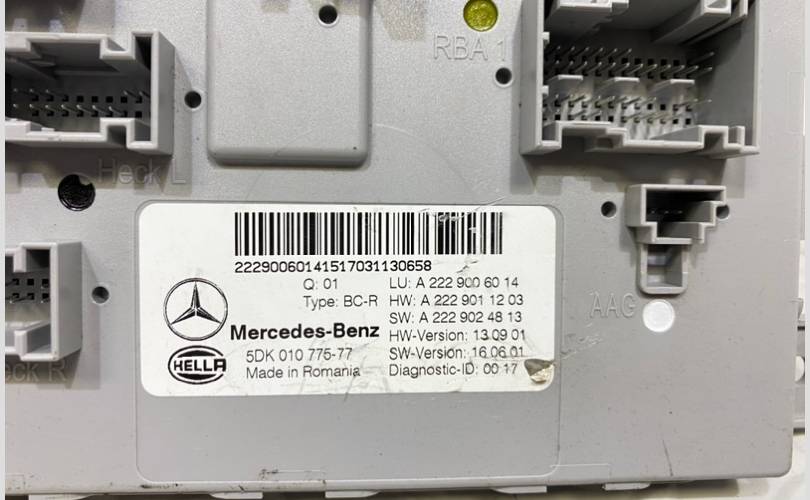 RBA 1
Heck L
2229006014151703113​0658
Q: 01
LU: A 222 900 60 14
Type: BC-R
HW: A 222 901 12 03
SW: A 222 902 48 13
Mercedes-Benz
HW-Version: 13.09.01
HELLA
5DK 010 775-77
SW-Version: 16.06.01
Made in Romania
Diagnostic-ID: 00 17
AAG